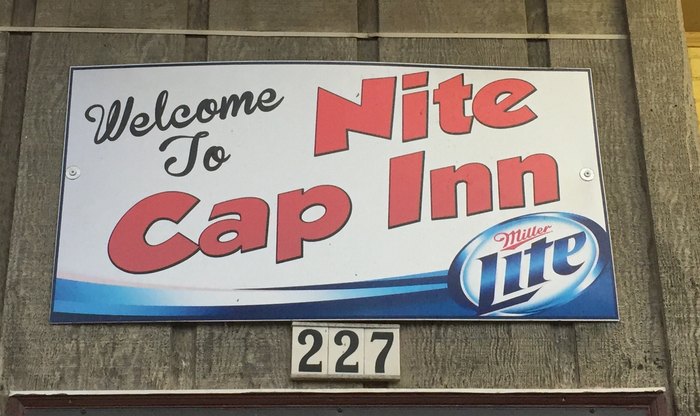 Welcome
To
Nite
Cap Inn
Miller
Lite
227